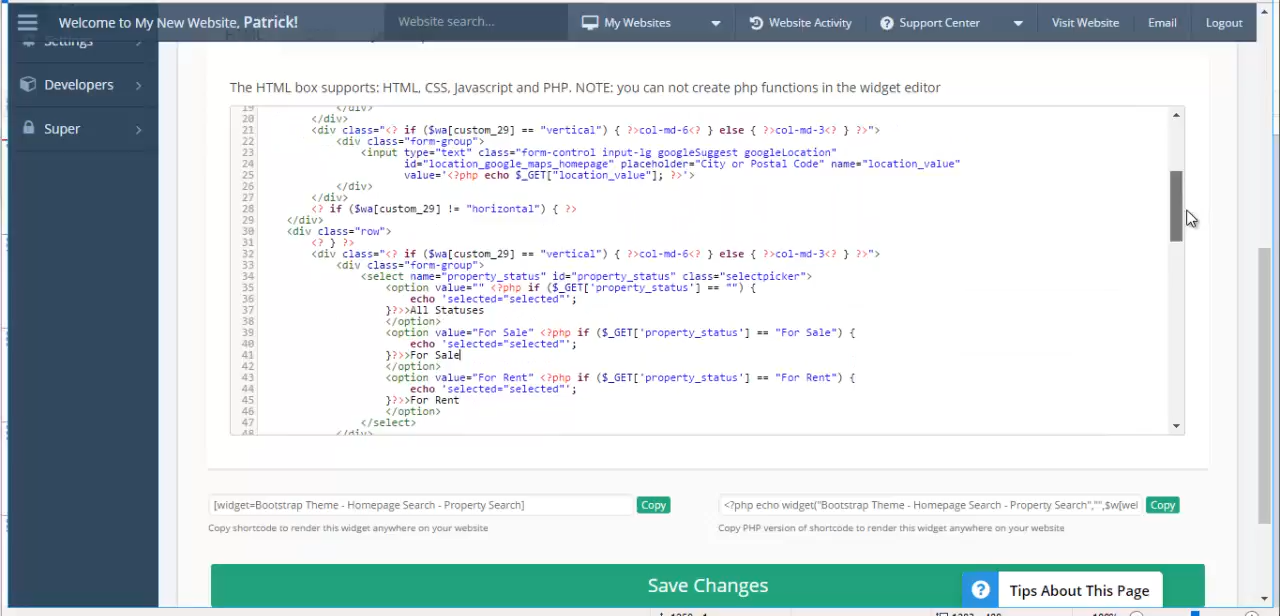 Welcome to My New Website, Patrick!
Website search...
My Websites
Website Activity
Support Center
Visit Website
Email
Logout
Settings
Developers
Super
The HTML box supports: HTML, CSS, Javascript and PHP. NOTE: you can not create php functions in the widget editor
19 </div>
20 </div>
21 <div class="<? if ($wa[custom_29] == "vertical") { ?>col-md-6<? } else { ?>col-md-3<? } ?>">
22 <div class="form-group">
23 <input type="text" class="form-control input-lg googleSuggest googleLocation"
24 id="location_google_maps_homepage" placeholder="City or Postal Code" name="location_value"
25 value='<?php echo $_GET["location_value"]; ?>'>
26 </div>
27 </div>
28 <? if ($wa[custom_29] != "horizontal") { ?>
29 </div>
30 <div class="row">
31 <? } ?>
32 <div class="<? if ($wa[custom_29] == "vertical") { ?>col-md-6<? } else { ?>col-md-3<? } ?>">
33 <div class="form-group">
34 <select name="property_status" id="property_status" class="selectpicker">
35 <option value="" <?php if ($_GET['property_status'] == "") {
36 echo 'selected="selected"';
37 }?>>All Statuses
38 </option>
39 <option value="For Sale" <?php if ($_GET['property_status'] == "For Sale") {
40 echo 'selected="selected"';
41 }?>>For Sale
42 </option>
43 <option value="For Rent" <?php if ($_GET['property_status'] == "For Rent") {
44 echo 'selected="selected"';
45 }?>>For Rent
46 </option>
47 </select>
48 </div>
[widget=Bootstrap Theme - Homepage Search - Property Search]
Copy
<?php echo widget("Bootstrap Theme - Homepage Search - Property Search","",$w[wel
Copy
Copy shortcode to render this widget anywhere on your website
Copy PHP version of shortcode to render this widget anywhere on your website
Save Changes
? Tips About This Page